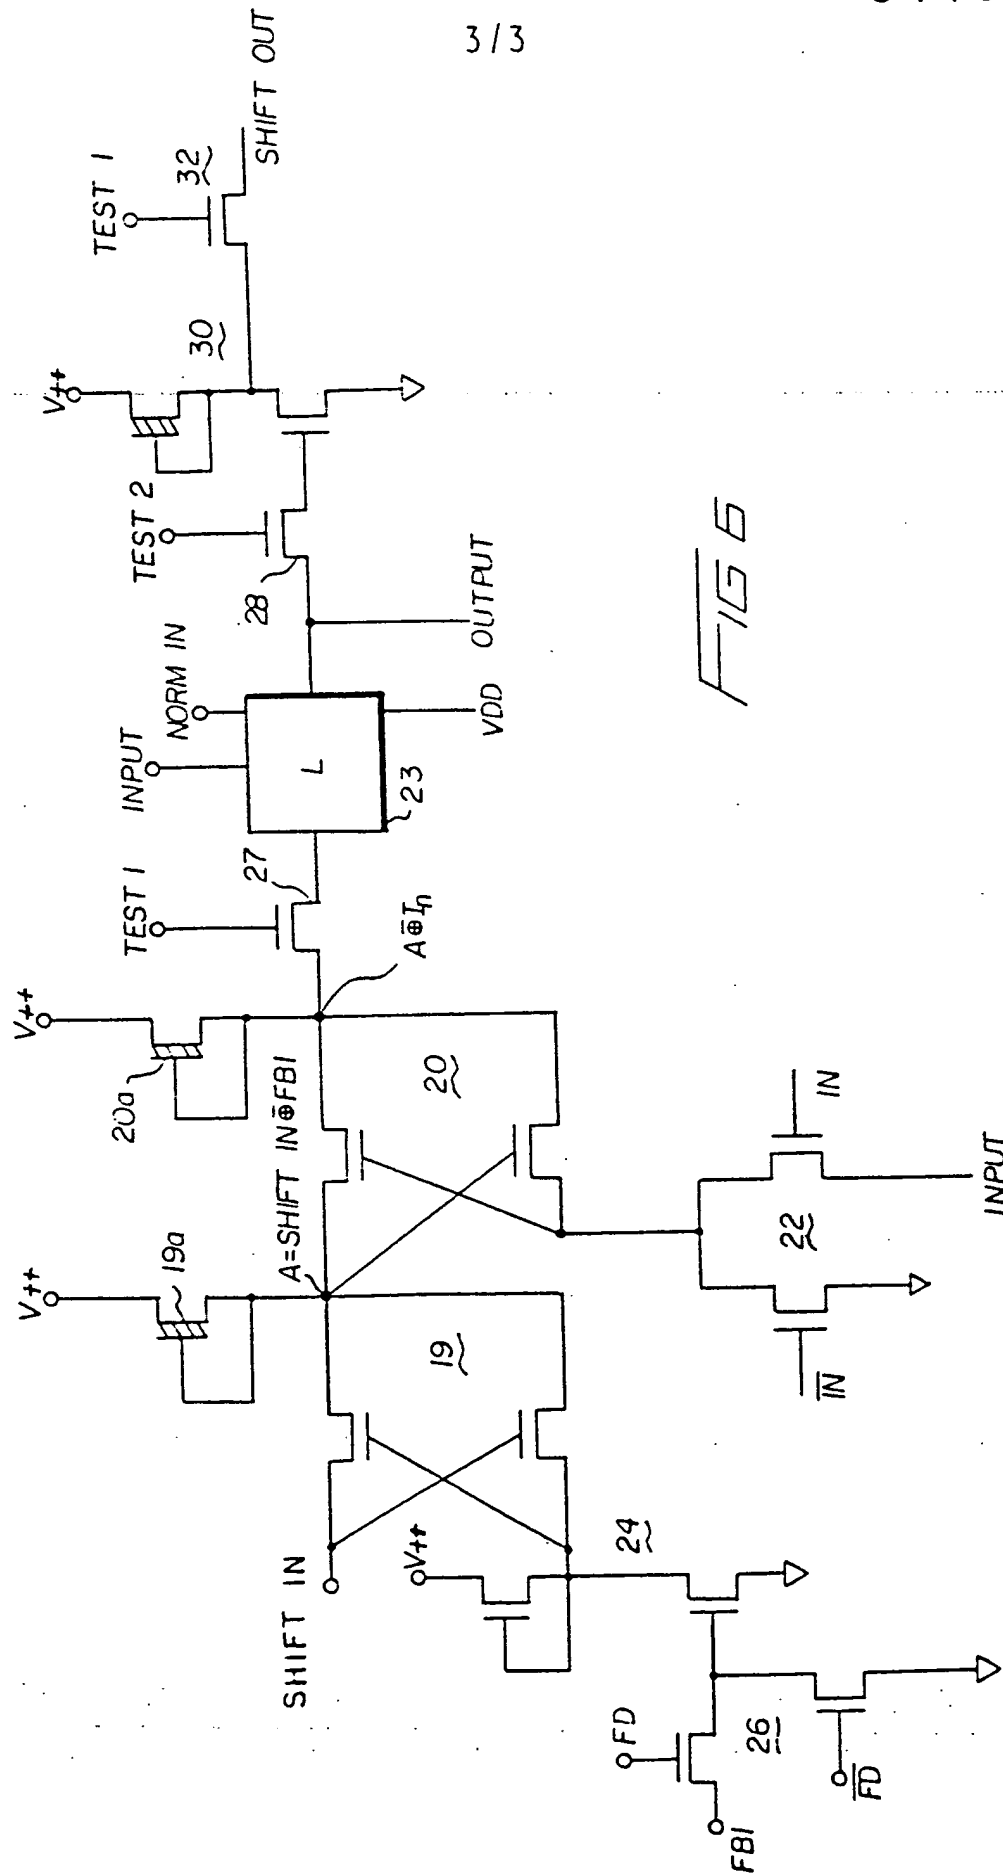 3/3
SHIFT OUT
TEST 1
32
V++
30
TEST 2
28
OUTPUT
NORM IN
VDD
INPUT
L
23
TEST 1
27
A⊕̅In
V++
20a
20
A=SHIFT IN⊕̅FBI
V++
19a
19
IN
22
INPUT
I̅N̅
SHIFT IN
V++
24
FD
26
F̅D̅
FBI
FIG 6